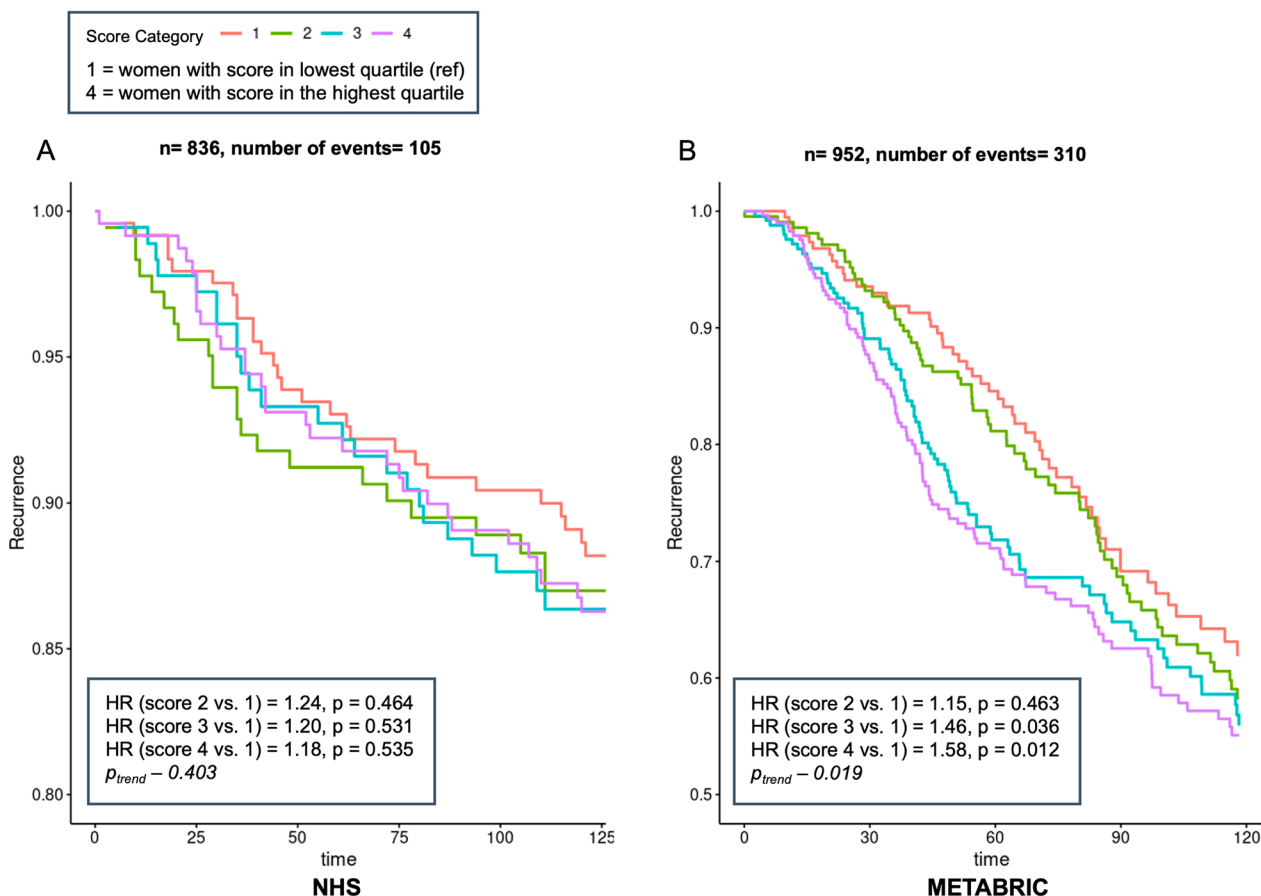 Score Category 1 2 3 4
1 = women with score in lowest quartile (ref)
4 = women with score in the highest quartile
A
n= 836, number of events= 105
Recurrence
1.00
0.95
0.90
0.85
0.80
HR (score 2 vs. 1) = 1.24, p = 0.464
HR (score 3 vs. 1) = 1.20, p = 0.531
HR (score 4 vs. 1) = 1.18, p = 0.535
ptrend – 0.403
0 25 50 75 100 125
time
NHS
B
n= 952, number of events= 310
Recurrence
1.0
0.9
0.8
0.7
0.6
0.5
HR (score 2 vs. 1) = 1.15, p = 0.463
HR (score 3 vs. 1) = 1.46, p = 0.036
HR (score 4 vs. 1) = 1.58, p = 0.012
ptrend – 0.019
0 30 60 90 120
time
METABRIC